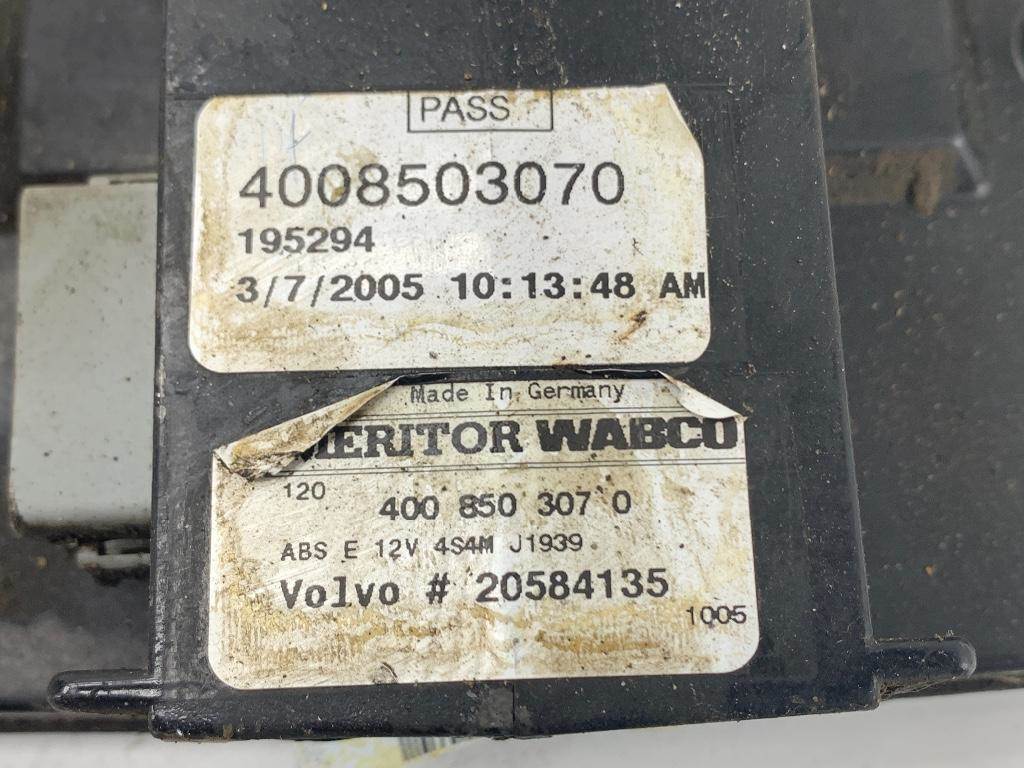 PASS
4008503070
195294
3/7/2005 10:13:48 AM
Made In Germany
MERITOR WABCO
120
400 850 307 0
ABS E 12V 4S4M J1939
Volvo # 20584135
1005